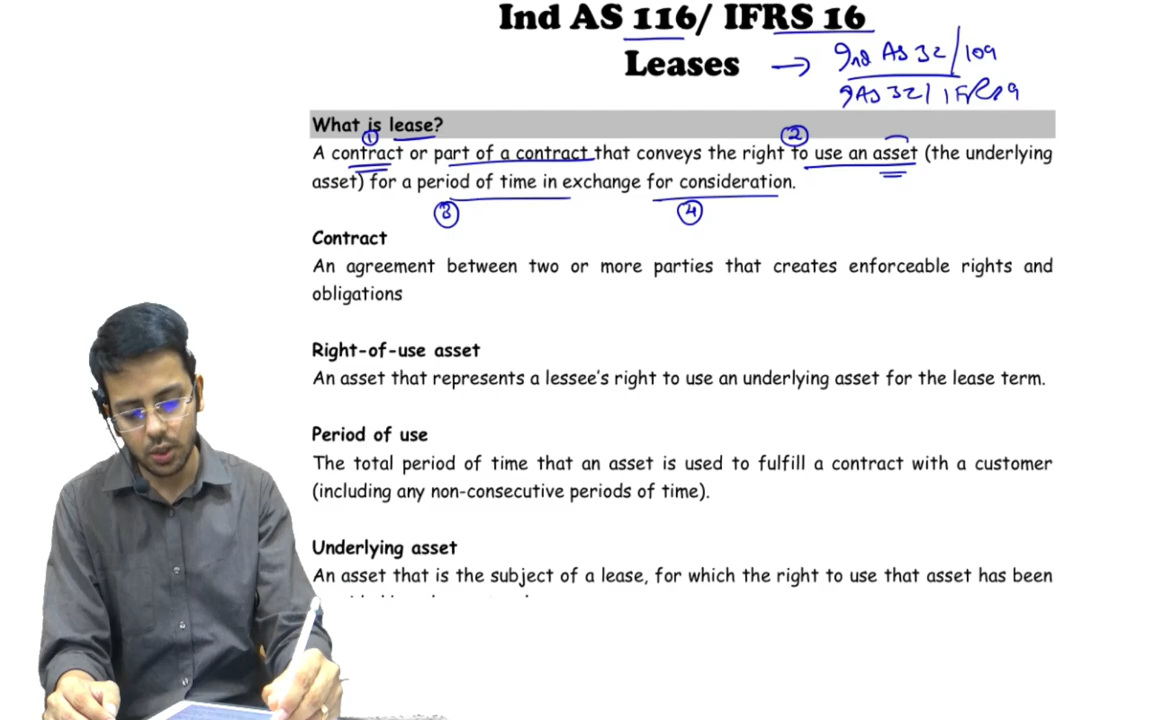 Ind AS 116/ IFRS 16
Leases → Ind AS 32/109
IAS 32/ IFRS 9
What is lease?
① ②
A contract or part of a contract that conveys the right to use an asset (the underlying
asset) for a period of time in exchange for consideration.
③ ④
Contract
An agreement between two or more parties that creates enforceable rights and
obligations
Right-of-use asset
An asset that represents a lessee's right to use an underlying asset for the lease term.
Period of use
The total period of time that an asset is used to fulfill a contract with a customer
(including any non-consecutive periods of time).
Underlying asset
An asset that is the subject of a lease, for which the right to use that asset has been